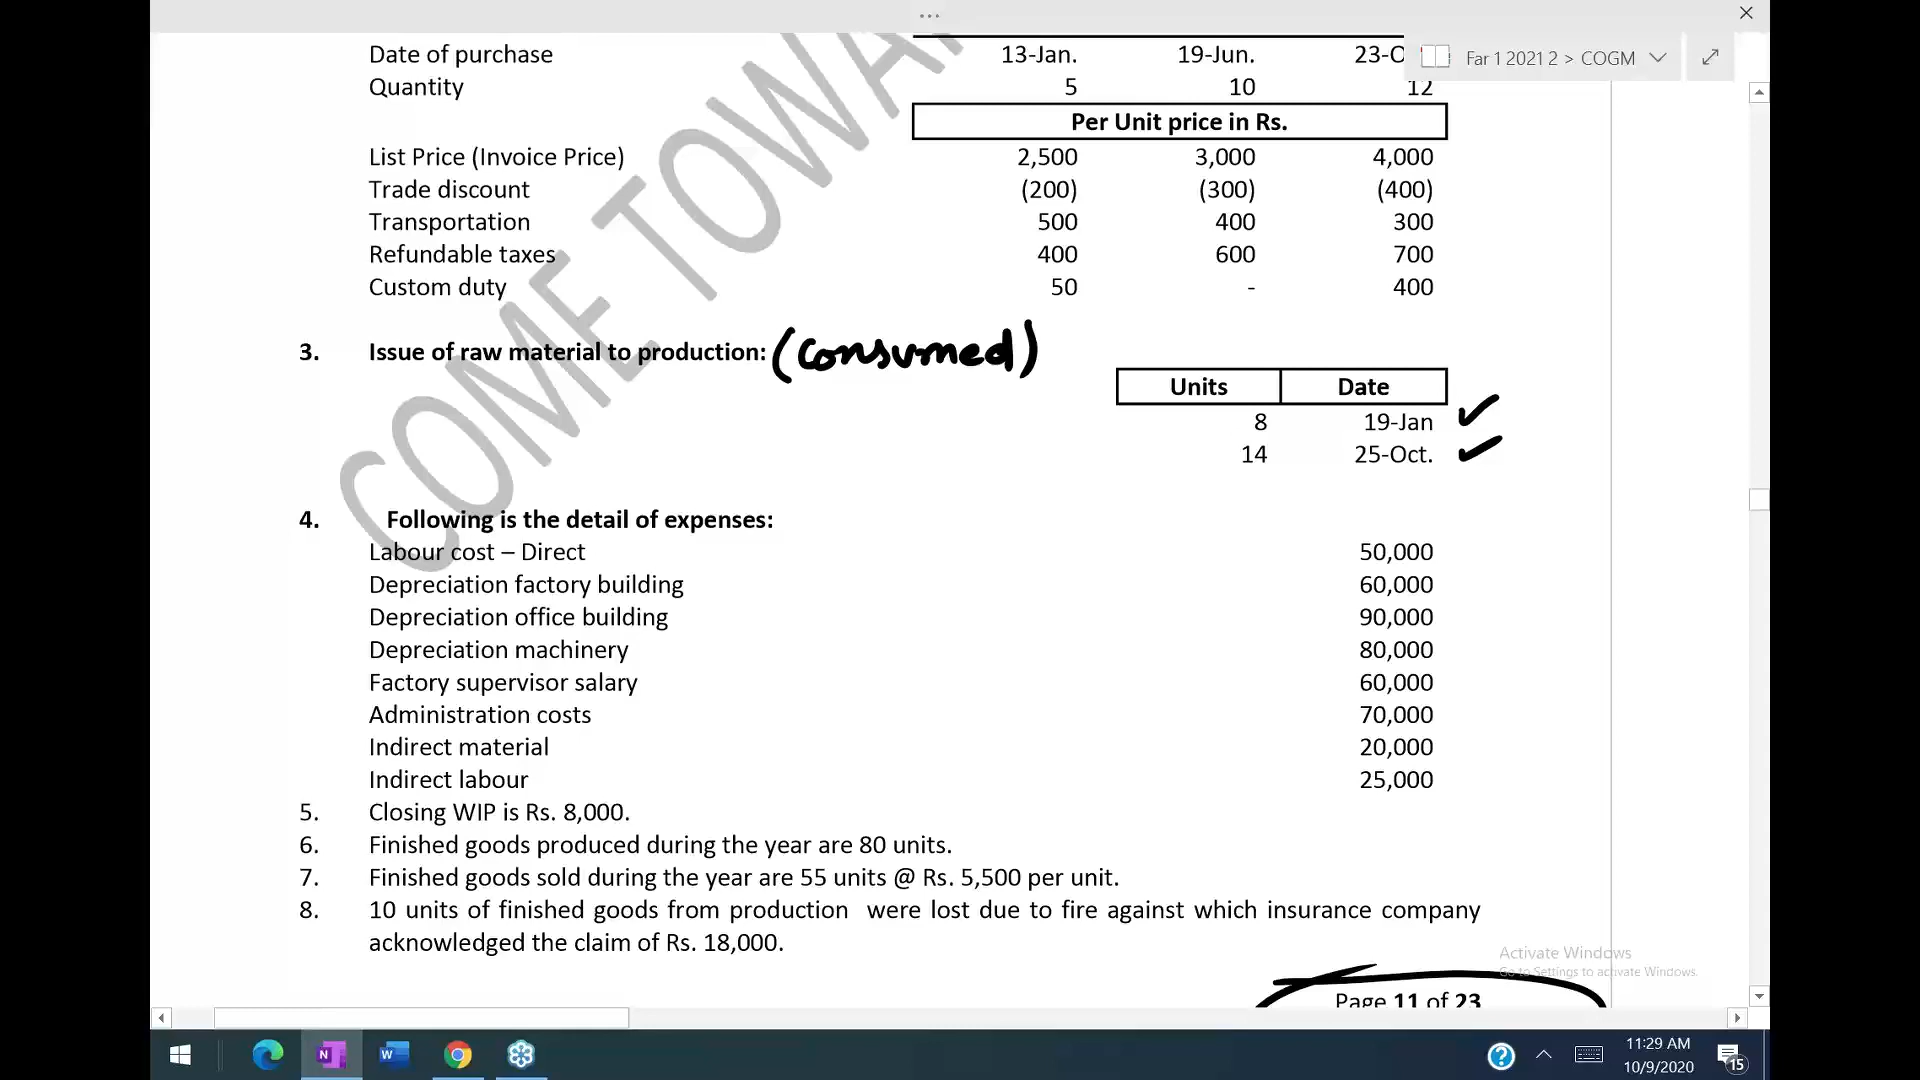 ...
Far 1 2021 2 > COGM
Date of purchase 13-Jan. 19-Jun. 23-O
Quantity 5 10 12
Per Unit price in Rs.
List Price (Invoice Price) 2,500 3,000 4,000
Trade discount (200) (300) (400)
Transportation 500 400 300
Refundable taxes 400 600 700
Custom duty 50 - 400
3. Issue of raw material to production: (Consumed)
Units Date
8 19-Jan
14 25-Oct.
4. Following is the detail of expenses:
Labour cost – Direct 50,000
Depreciation factory building 60,000
Depreciation office building 90,000
Depreciation machinery 80,000
Factory supervisor salary 60,000
Administration costs 70,000
Indirect material 20,000
Indirect labour 25,000
5. Closing WIP is Rs. 8,000.
6. Finished goods produced during the year are 80 units.
7. Finished goods sold during the year are 55 units @ Rs. 5,500 per unit.
8. 10 units of finished goods from production were lost due to fire against which insurance company
acknowledged the claim of Rs. 18,000.
COME TOWA
Activate Windows
Go to Settings to activate Windows.
Page 11 of 23
11:29 AM
10/9/2020
15